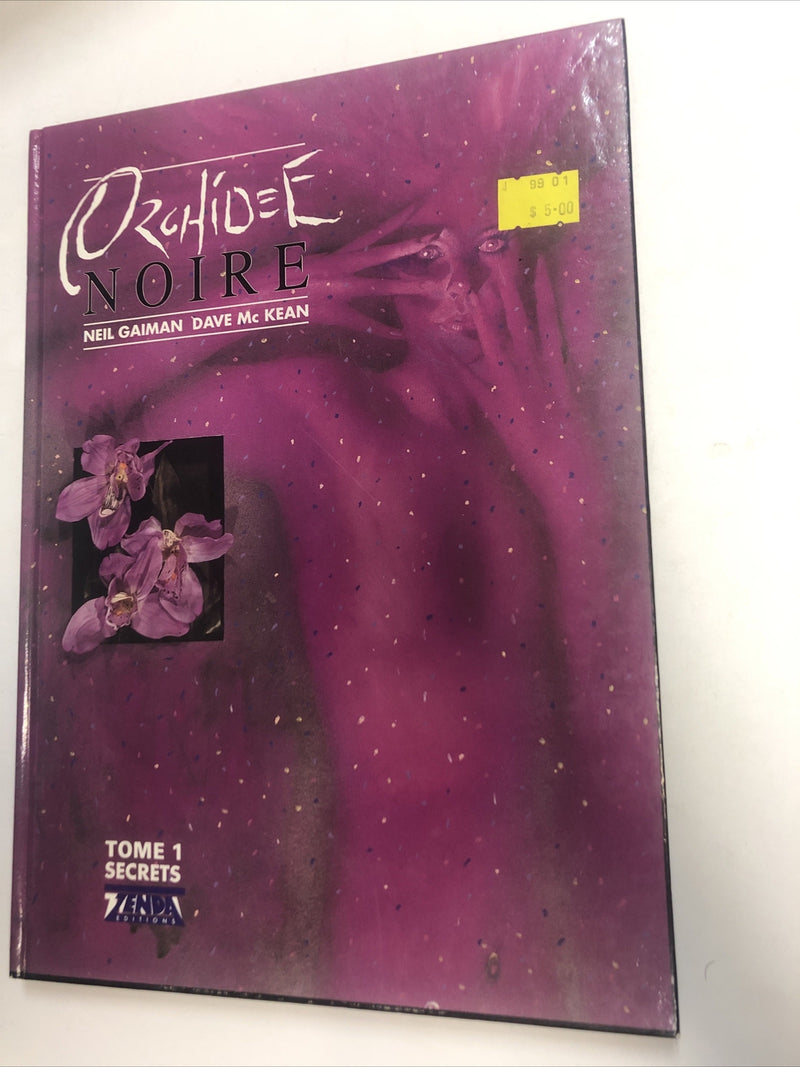 ORCHIDEE
NOIRE
NEIL GAIMAN DAVE Mc KEAN
J 99 01
$ 5-00
TOME 1
SECRETS
ZENDA
EDITIONS